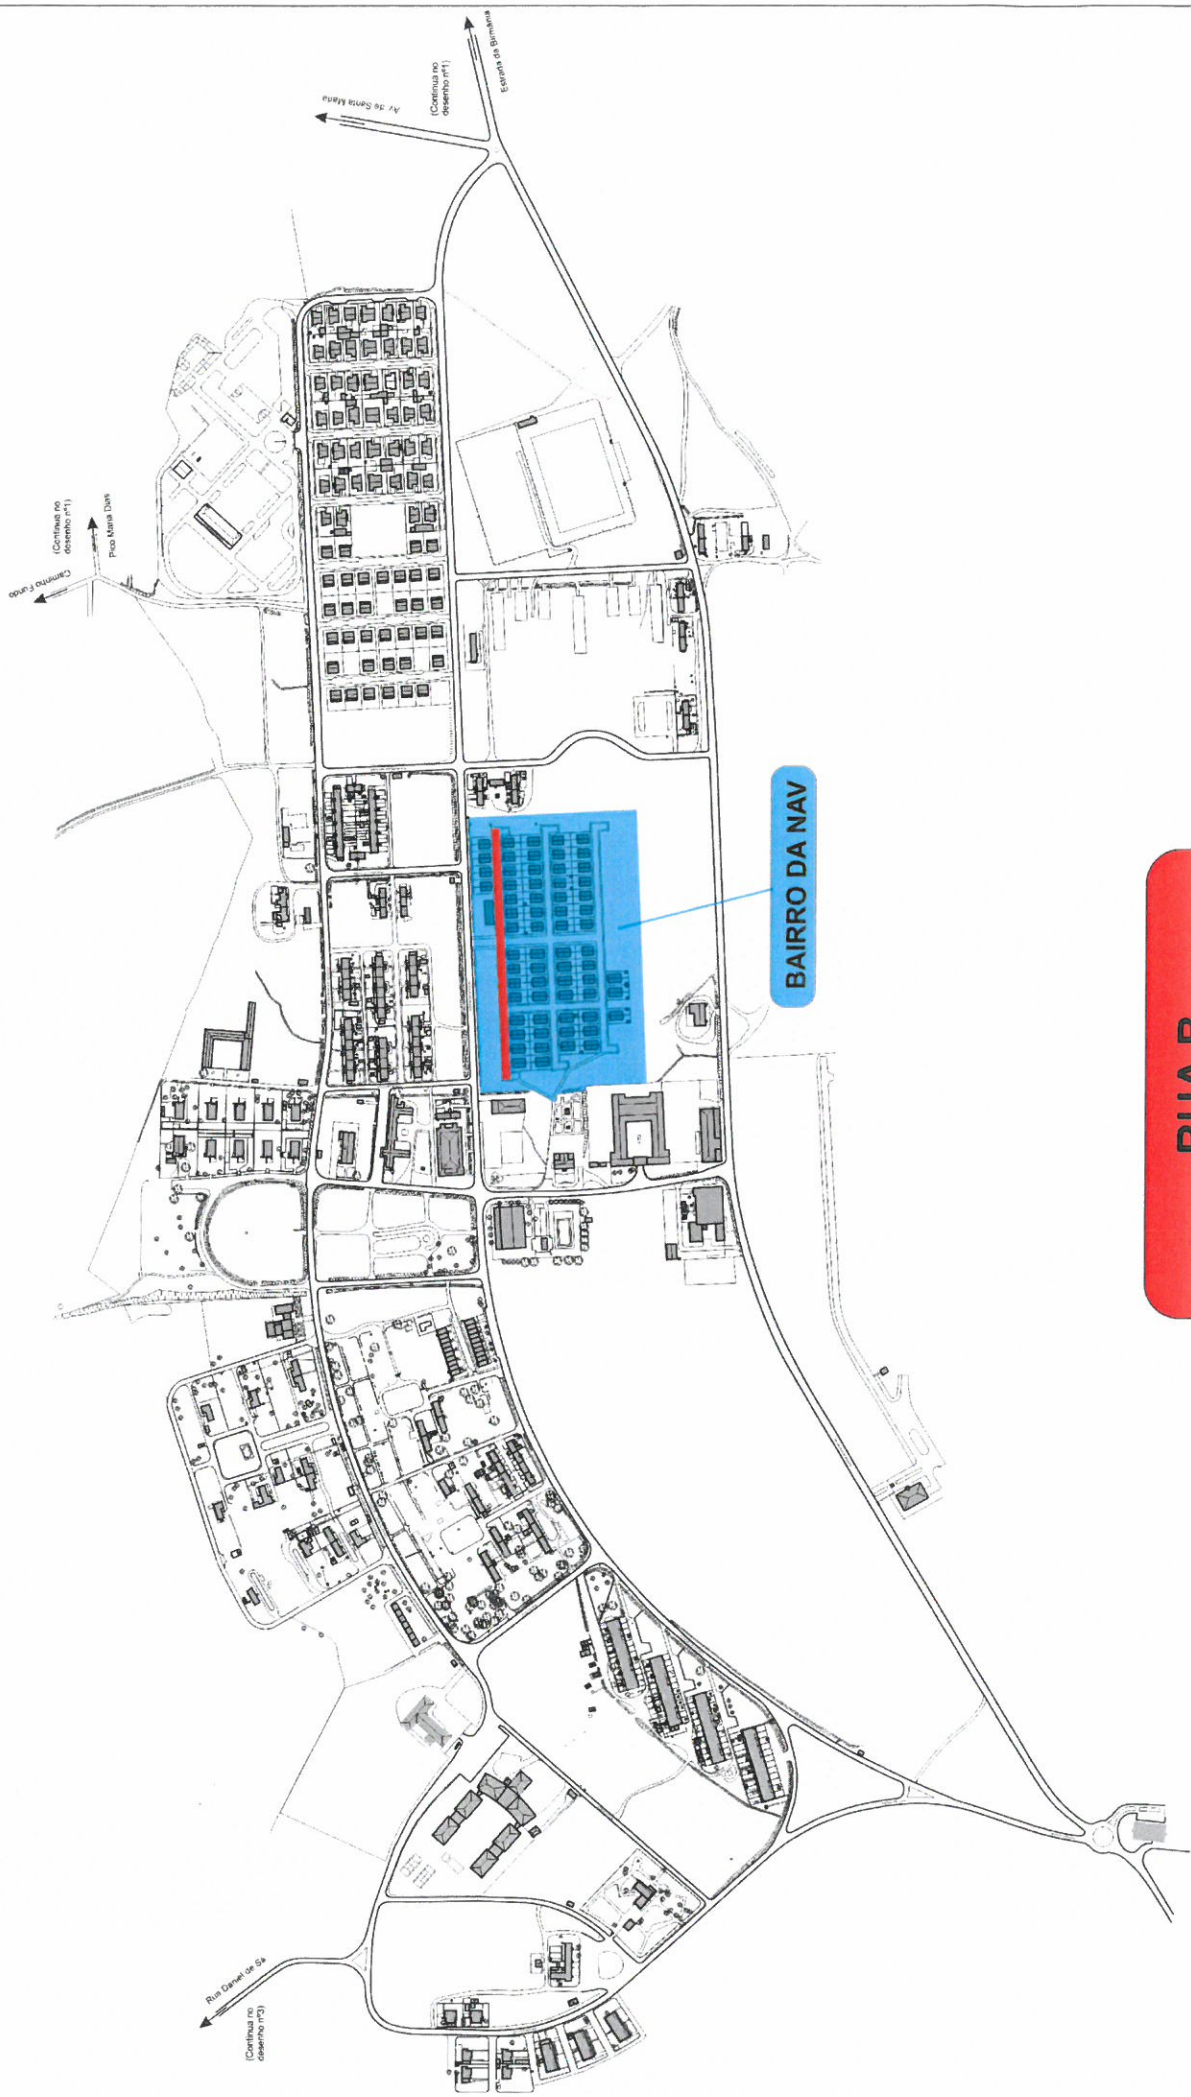 Estrada da Birmânia
(Continua no
desenho nº1)
Av. de Santa Maria
(Continua no
desenho nº1)
Pico Maria Dias
Caminho Fundo
BAIRRO DA NAV
RUA B
Rua Daniel de Sá
(Continua no
desenho nº3)